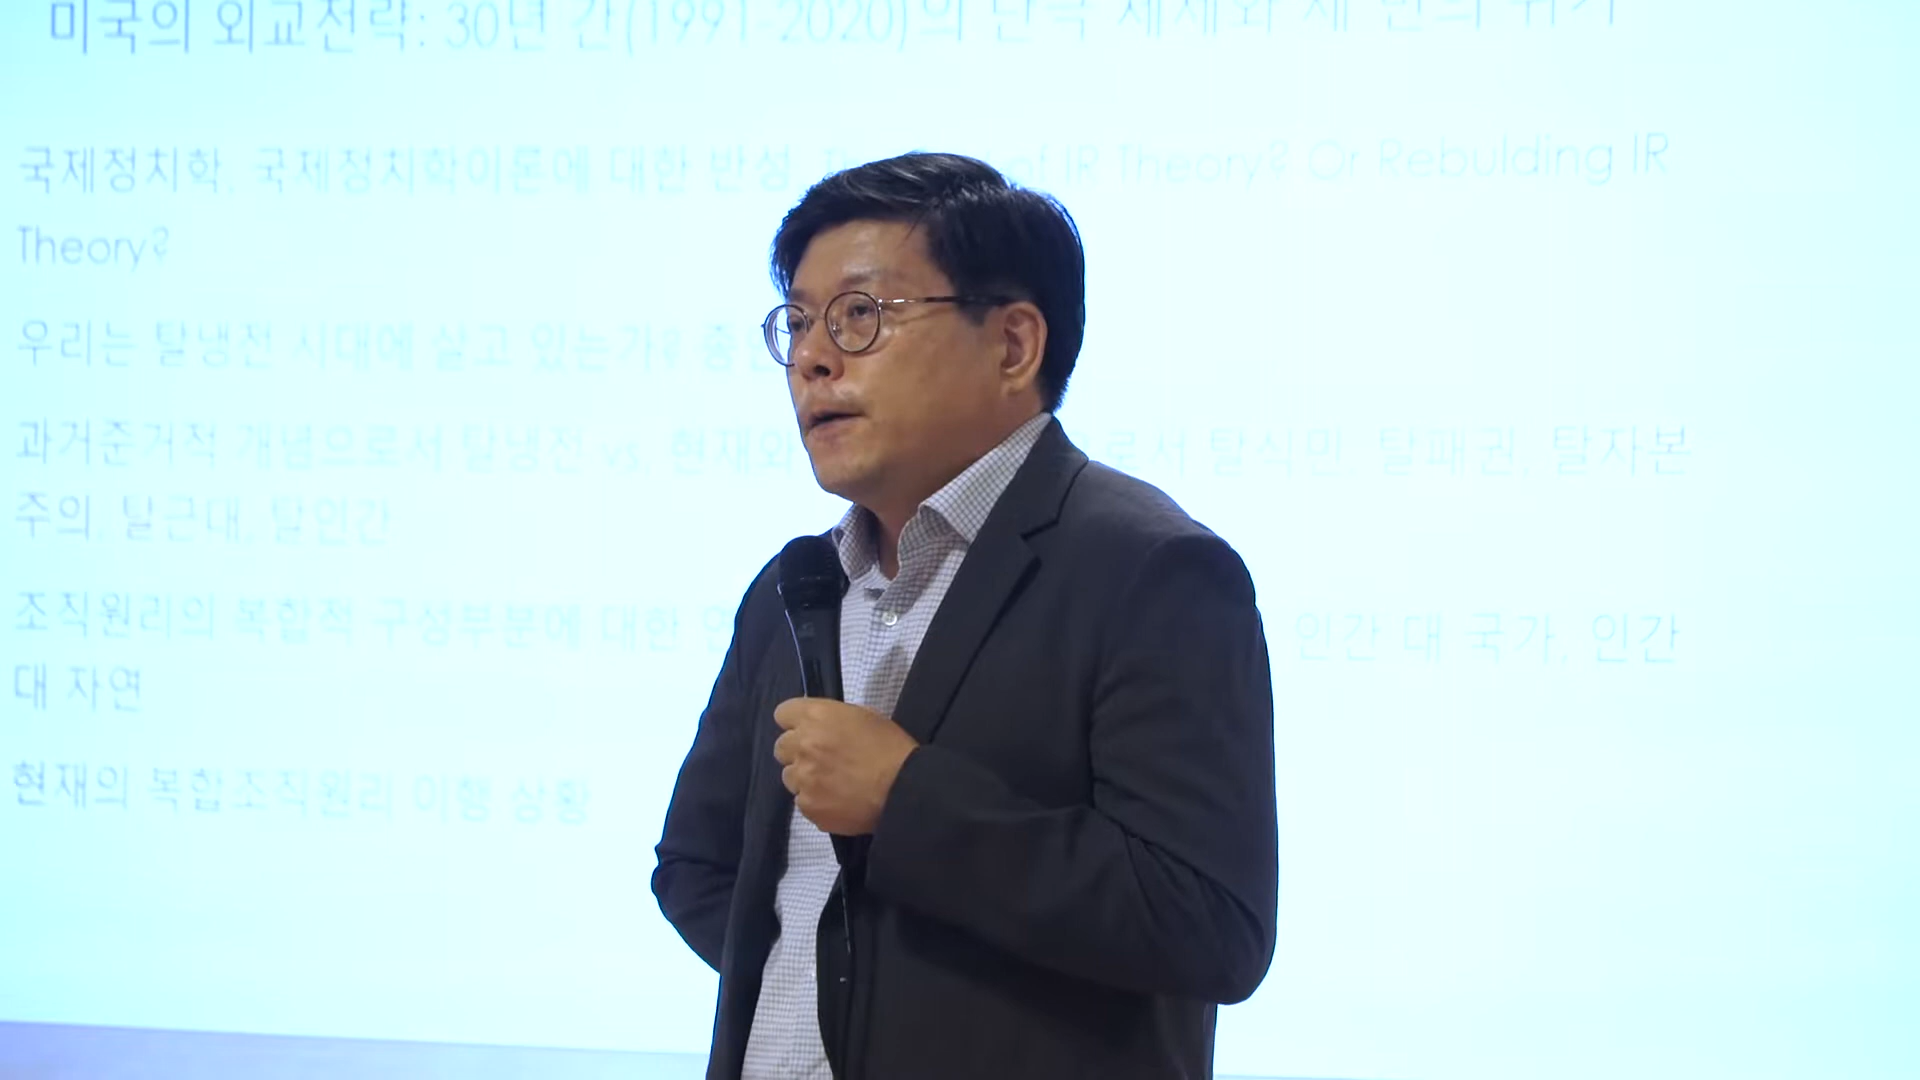 미국의 외교전략: 30년 간(1991-2020)의 단극 체제와 세 번의 위기
국제정치학, 국제정치학이론에 대한 반성. of IR Theory? Or Rebulding IR
Theory?
우리는 탈냉전 시대에 살고 있는가?
과거준거적 개념으로서 탈냉전 vs. 현재와 로서 탈식민, 탈패권, 탈자본
주의, 탈근대, 탈인간
조직원리의 복합적 구성부분에 대한 인간 대 국가, 인간
대 자연
현재의 복합조직원리 이행 상황